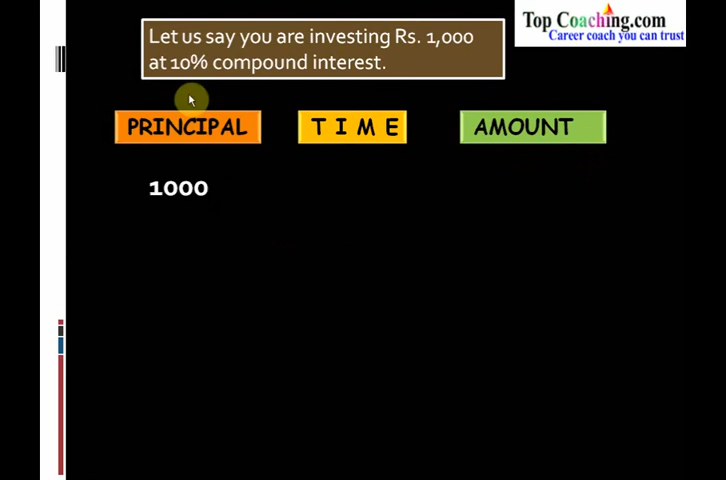 Let us say you are investing Rs. 1,000
at 10% compound interest.
Top Coaching.com
Career coach you can trust
PRINCIPAL
T I M E
AMOUNT
1000